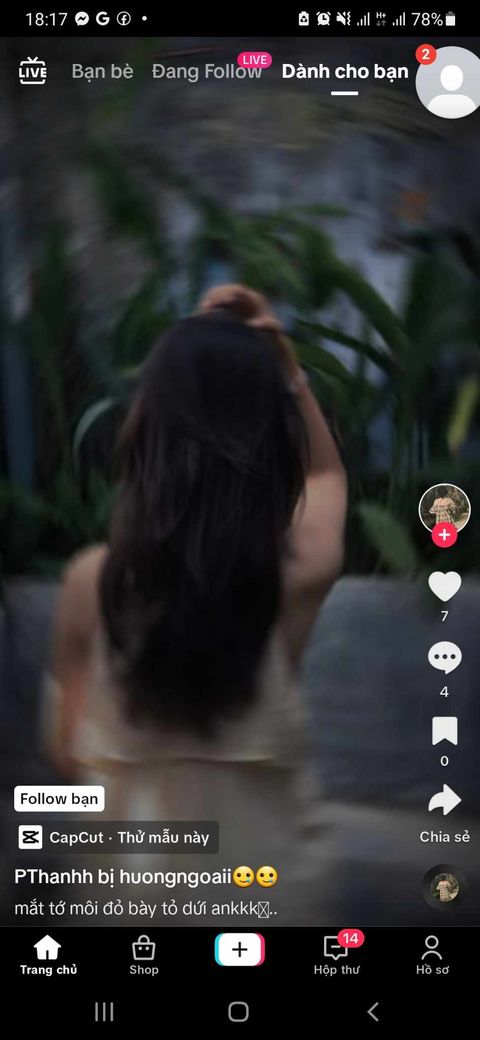 18:17
78%
LIVE
Bạn bè
Đang Follow
LIVE
Dành cho bạn
2
7
4
0
Chia sẻ
Follow bạn
CapCut · Thử mẫu này
PThanhh bị huongngoaii🥲🥲
mắt tớ môi đỏ bày tỏ dứi ankkk..
Trang chủ
Shop
14
Hộp thư
Hồ sơ